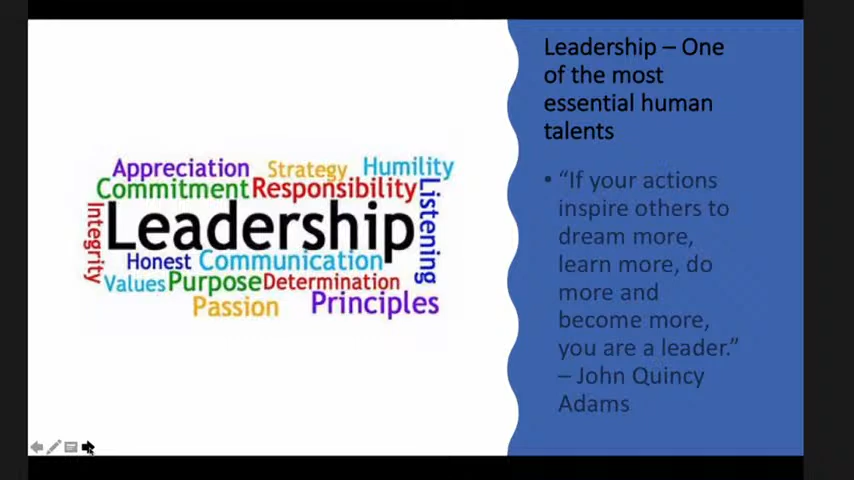 Appreciation Strategy Humility
Commitment Responsibility
Integrity
Leadership
Listening
Honest Communication
Values Purpose Determination
Passion Principles
Leadership – One
of the most
essential human
talents
• “If your actions
inspire others to
dream more,
learn more, do
more and
become more,
you are a leader.”
– John Quincy
Adams